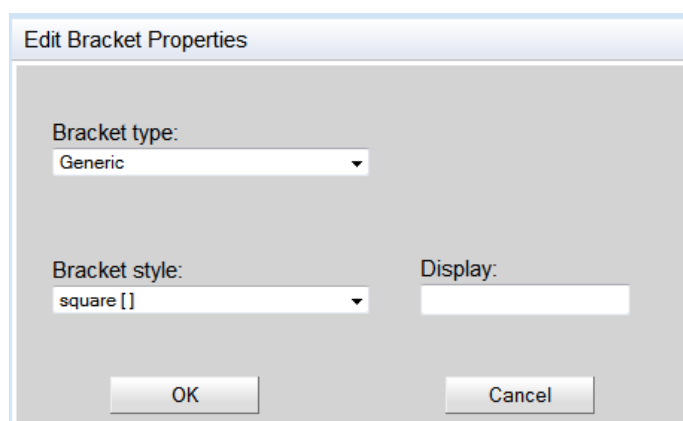 Edit Bracket Properties
Bracket type:
Generic
Bracket style: Display:
square [ ]
OK Cancel